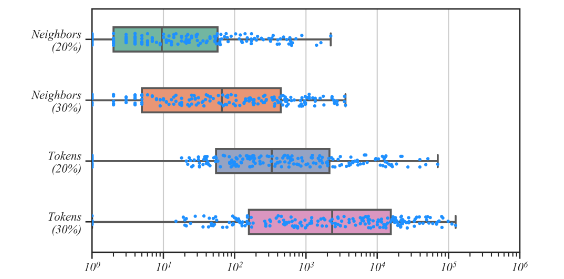 Neighbors
(20%)
Neighbors
(30%)
Tokens
(20%)
Tokens
(30%)
10⁰ 10¹ 10² 10³ 10⁴ 10⁵ 10⁶